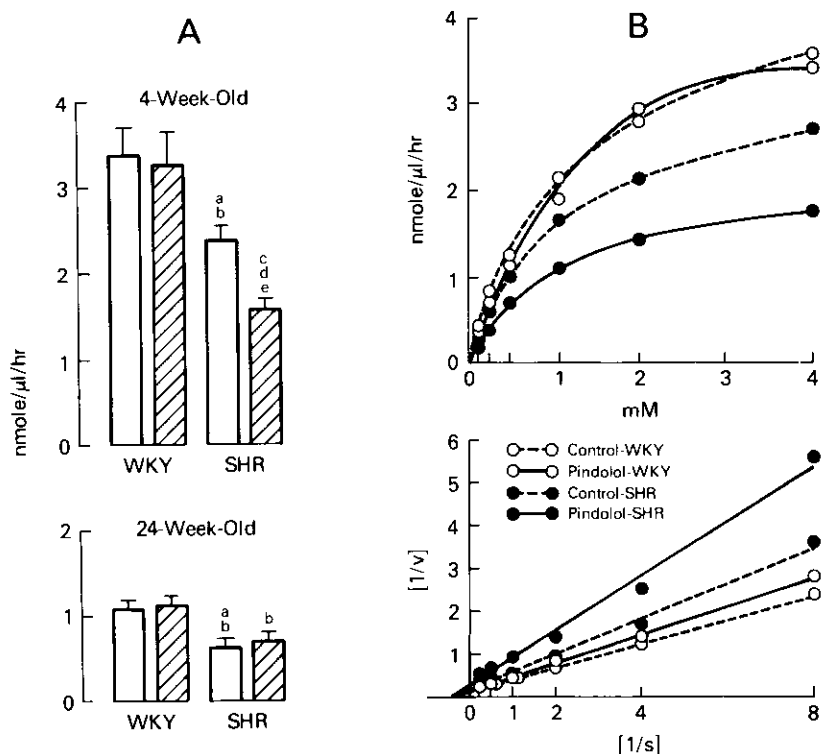 A
4-Week-Old
nmole/µl/hr
4
3
2
1
0
a
b
c
d
e
WKY
SHR
24-Week-Old
2
1
0
a
b
b
WKY
SHR
B
nmole/µl/hr
4
3
2
1
0
0
1
2
3
4
mM
[1/v]
6
5
4
3
2
1
Control-WKY
Pindolol-WKY
Control-SHR
Pindolol-SHR
0
1
2
4
8
[1/s]